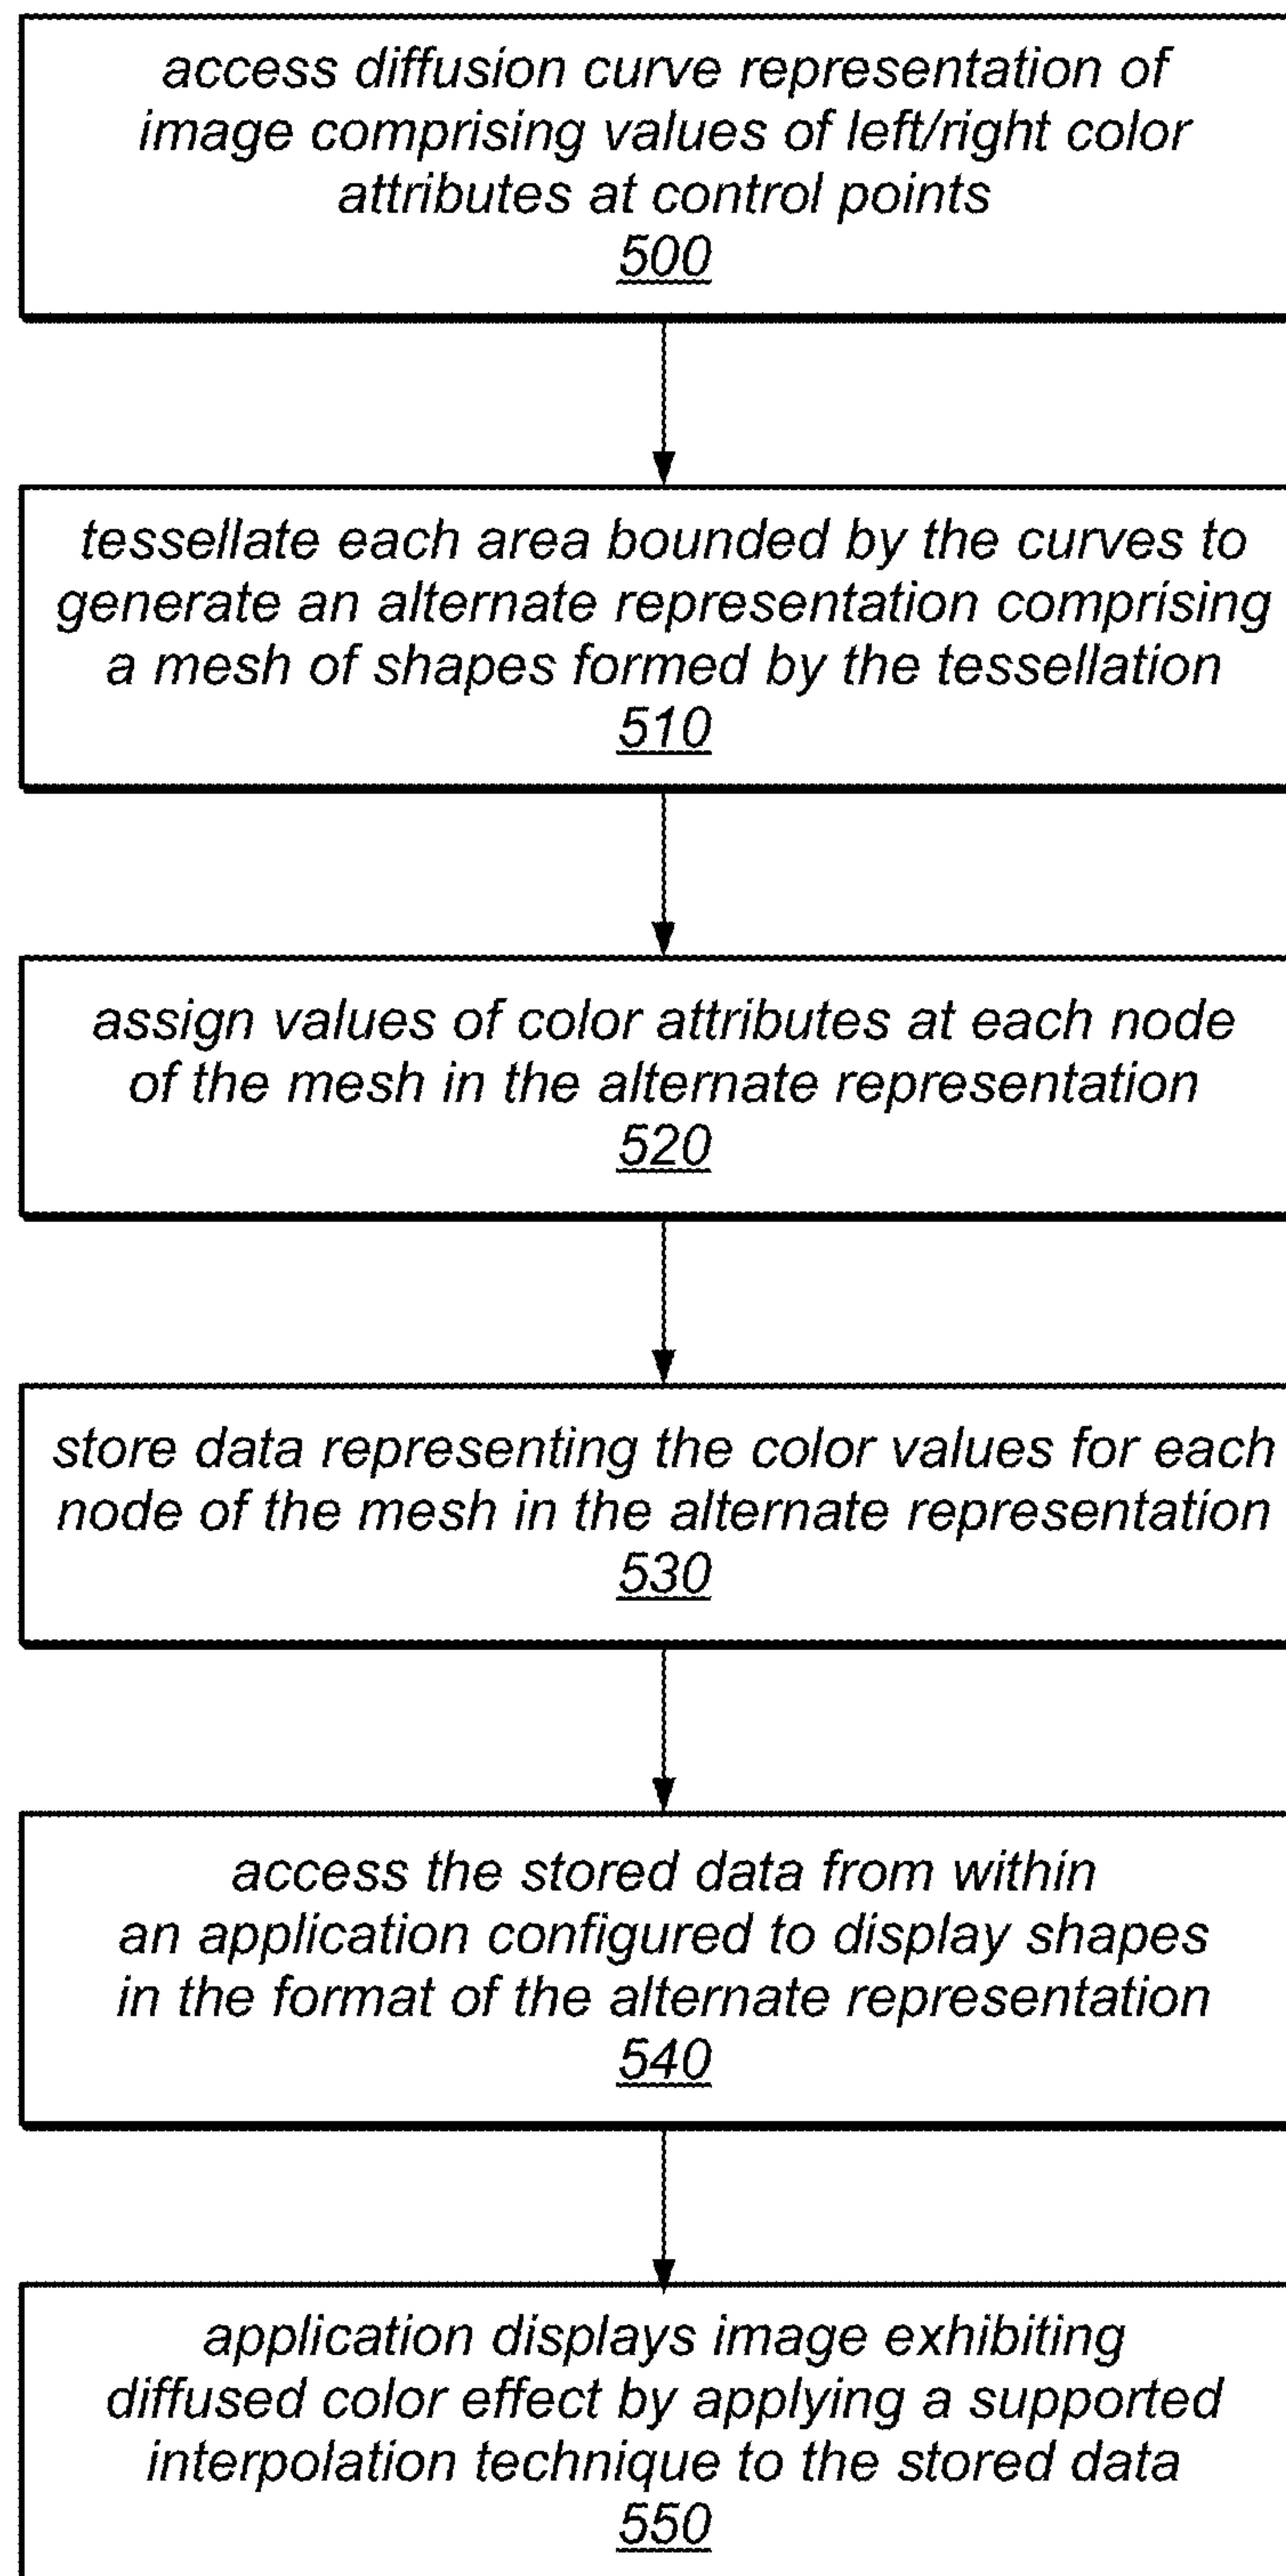 access diffusion curve representation of
image comprising values of left/right color
attributes at control points
500
tessellate each area bounded by the curves to
generate an alternate representation comprising
a mesh of shapes formed by the tessellation
510
assign values of color attributes at each node
of the mesh in the alternate representation
520
store data representing the color values for each
node of the mesh in the alternate representation
530
access the stored data from within
an application configured to display shapes
in the format of the alternate representation
540
application displays image exhibiting
diffused color effect by applying a supported
interpolation technique to the stored data
550